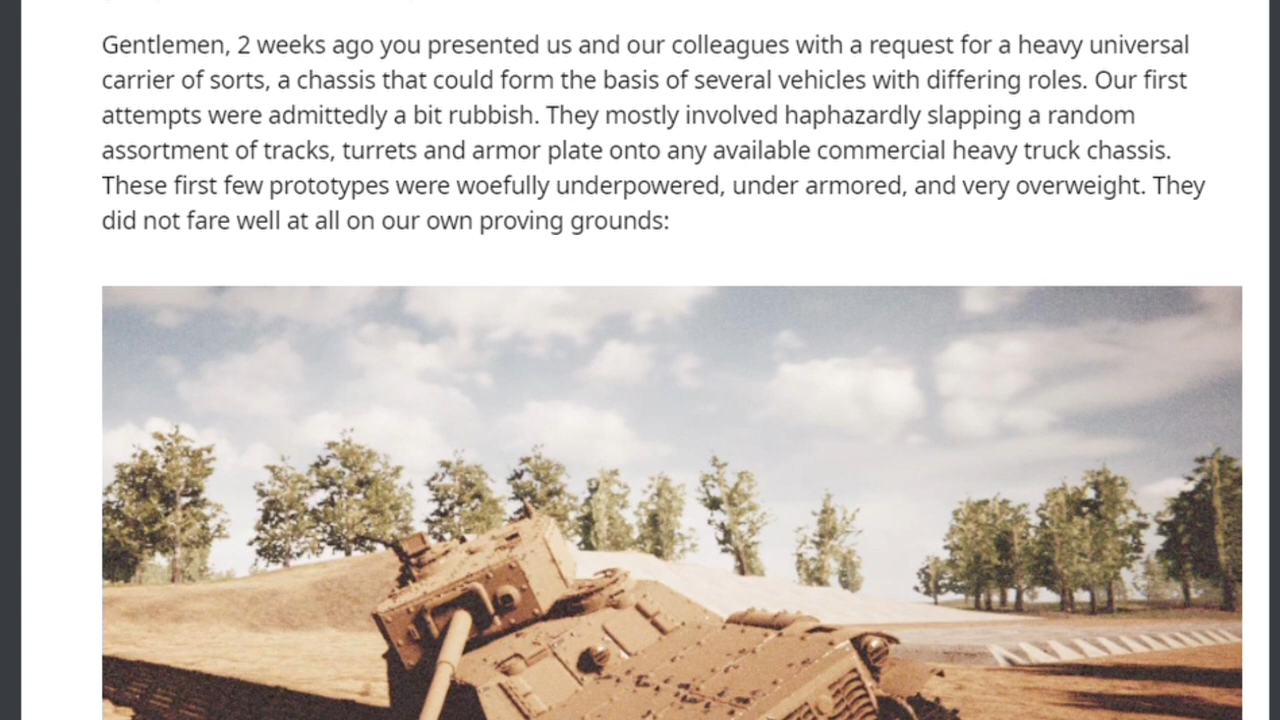 Gentlemen, 2 weeks ago you presented us and our colleagues with a request for a heavy universal
carrier of sorts, a chassis that could form the basis of several vehicles with differing roles. Our first
attempts were admittedly a bit rubbish. They mostly involved haphazardly slapping a random
assortment of tracks, turrets and armor plate onto any available commercial heavy truck chassis.
These first few prototypes were woefully underpowered, under armored, and very overweight. They
did not fare well at all on our own proving grounds: